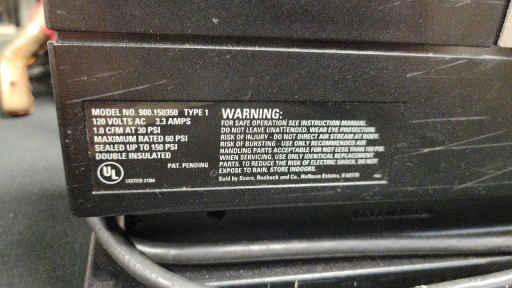 MODEL NO. 900.150350 TYPE 1
120 VOLTS AC 3.3 AMPS
1.0 CFM AT 30 PSI
MAXIMUM RATED 60 PSI
SEALED UP TO 150 PSI
DOUBLE INSULATED
PAT. PENDING
UL
WARNING:
FOR SAFE OPERATION SEE INSTRUCTION MANUAL.
DO NOT LEAVE UNATTENDED. WEAR EYE PROTECTION.
RISK OF INJURY - DO NOT DIRECT AIR STREAM AT BODY.
RISK OF BURSTING - USE ONLY RECOMMENDED AIR
HANDLING PARTS ACCEPTABLE FOR NOT LESS THAN 150 PSI.
WHEN SERVICING, USE ONLY IDENTICAL REPLACEMENT
PARTS. TO REDUCE THE RISK OF ELECTRIC SHOCK, DO NOT
EXPOSE TO RAIN. STORE INDOORS.
Sold by Sears, Roebuck and Co., Hoffman Estates,